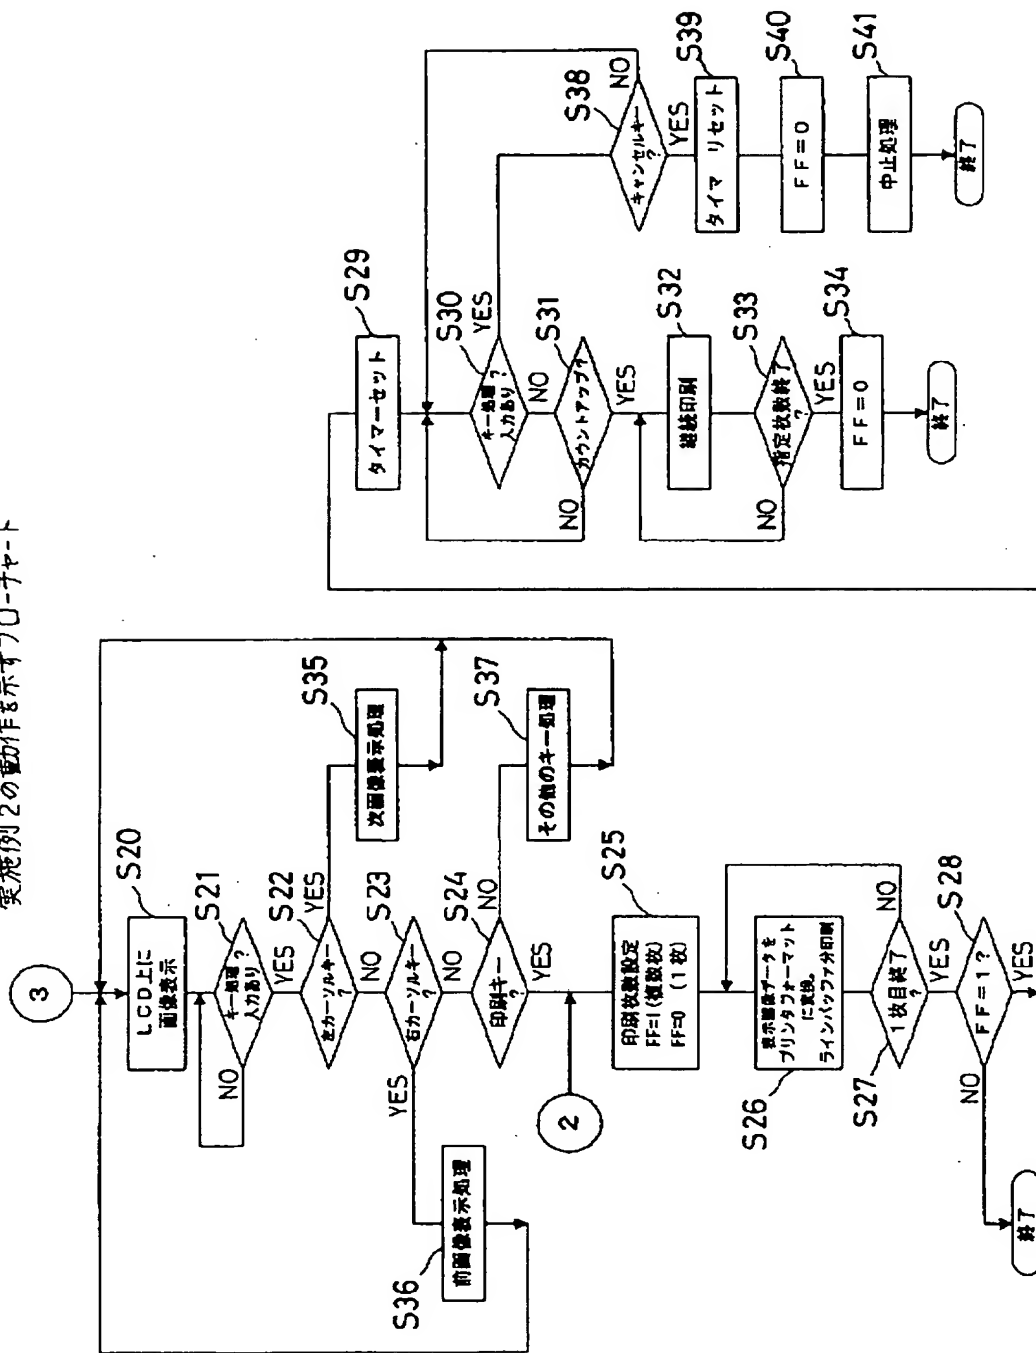 実施例2の動作を示すフローチャート
3
S20
LCD上に
画像表示
S21
キー処理
入力あり?
NO
YES
S22
左カーソルキー
?
YES
NO
S35
次画像表示処理
S23
右カーソルキー
?
YES
NO
S36
前画像表示処理
S24
印刷キー
?
NO
YES
S37
その他のキー処理
2
S25
印刷枚数設定
FF=1(複数枚)
FF=0 (1枚)
S26
表示画像データを
プリンタフォーマット
に変換。
ラインバッファ分印刷
S27
1枚目終了
?
NO
YES
S28
FF=1?
NO
YES
終了
S29
タイマーセット
S30
キー処理
入力あり?
YES
NO
S31
カウントアップ?
NO
YES
S32
継続印刷
S33
指定枚数終了
?
NO
YES
S34
FF=0
終了
S38
キャンセルキー
?
NO
YES
S39
タイマ リセット
S40
FF=0
S41
中止処理
終了